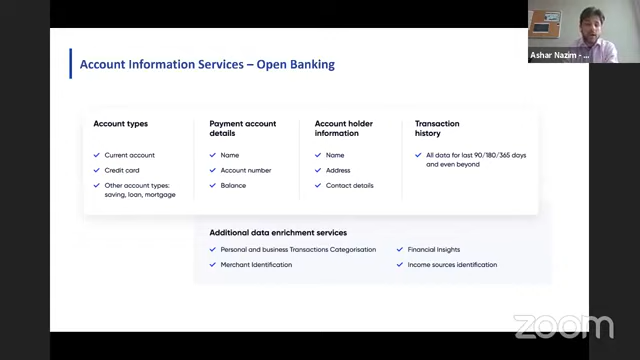 Account Information Services – Open Banking
Account types
Current account
Credit card
Other account types:
saving, loan, mortgage
Payment account
details
Name
Account number
Balance
Account holder
information
Name
Address
Contact details
Transaction
history
All data for last 90/180/365 days
and even beyond
Additional data enrichment services
Personal and business Transactions Categorisation
Merchant Identification
Financial Insights
Income sources identification
Ashar Nazim - ...
zoom